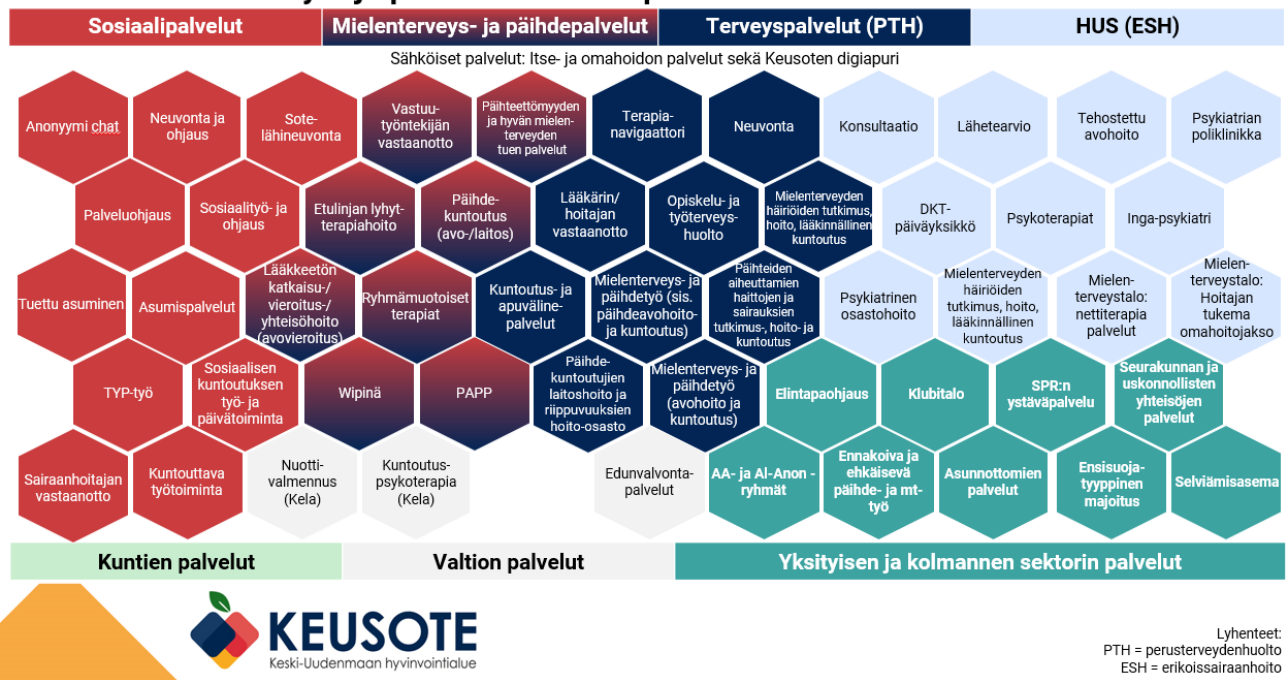 Sosiaalipalvelut
Mielenterveys- ja päihdepalvelut
Terveyspalvelut (PTH)
HUS (ESH)
Sähköiset palvelut: Itse- ja omahoidon palvelut sekä Keusoten digiapuri
Anonyymi chat
Neuvonta ja
ohjaus
Sote-
lähineuvonta
Vastuu-
työntekijän
vastaanotto
Päihteettömyyden
ja hyvän mielen-
terveyden
tuen palvelut
Terapia-
navigaattori
Neuvonta
Konsultaatio
Lähetearvio
Tehostettu
avohoito
Psykiatrian
poliklinikka
Palveluohjaus
Sosiaalityö- ja
ohjaus
Etulinjan lyhyt-
terapiahoito
Päihde-
kuntoutus
(avo-/laitos)
Lääkärin/
hoitajan
vastaanotto
Opiskelu- ja
työterveys-
huolto
Mielenterveyden
häiriöiden tutkimus,
hoito, lääkinnällinen
kuntoutus
DKT-
päiväyksikkö
Psykoterapiat
Inga-psykiatri
Tuettu asuminen
Asumispalvelut
Lääkkeetön
katkaisu-/
vieroitus-/
yhteisöhoito
(avovieroitus)
Ryhmämuotoiset
terapiat
Kuntoutus- ja
apuväline-
palvelut
Mielenterveys- ja
päihdetyö (sis.
päihdeavohoito-
ja kuntoutus)
Päihteiden
aiheuttamien
haittojen ja
sairauksien
tutkimus-, hoito- ja
kuntoutus
Psykiatrinen
osastohoito
Mielenterveyden
häiriöiden
tutkimus, hoito,
lääkinnällinen
kuntoutus
Mielen-
terveystalo:
nettiterapia
palvelut
Mielen-
terveystalo:
Hoitajan
tukema
omahoitojakso
TYP-työ
Sosiaalisen
kuntoutuksen
työ- ja
päivätoiminta
Wipinä
PAPP
Päihde-
kuntoutujien
laitoshoito ja
riippuvuuksien
hoito-osasto
Mielenterveys- ja
päihdetyö
(avohoito ja
kuntoutus)
Elintapaohjaus
Klubitalo
SPR:n
ystäväpalvelu
Seurakunnan ja
uskonnollisten
yhteisöjen
palvelut
Sairaanhoitajan
vastaanotto
Kuntouttava
työtoiminta
Nuotti-
valmennus
(Kela)
Kuntoutus-
psykoterapia
(Kela)
Edunvalvonta-
palvelut
AA- ja Al-Anon -
ryhmät
Ennakoiva ja
ehkäisevä
päihde- ja mt-
työ
Asunnottomien
palvelut
Ensisuoja-
tyyppinen
majoitus
Selviämisasema
Kuntien palvelut
Valtion palvelut
Yksityisen ja kolmannen sektorin palvelut
KEUSOTE
Keski-Uudenmaan hyvinvointialue
Lyhenteet:
PTH = perusterveydenhuolto
ESH = erikoissairaanhoito